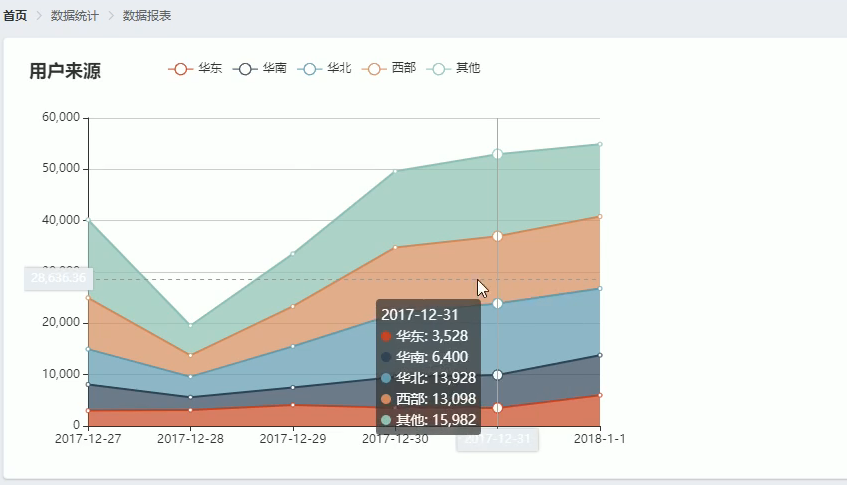 首页 > 数据统计 > 数据报表
用户来源
华东 华南 华北 西部 其他
60,000
50,000
40,000
30,000
28,636.36
20,000
10,000
0
2017-12-31
华东: 3,528
华南: 6,400
华北: 13,928
西部: 13,098
其他: 15,982
2017-12-27 2017-12-28 2017-12-29 2017-12-30 2017-12-31 2018-1-1